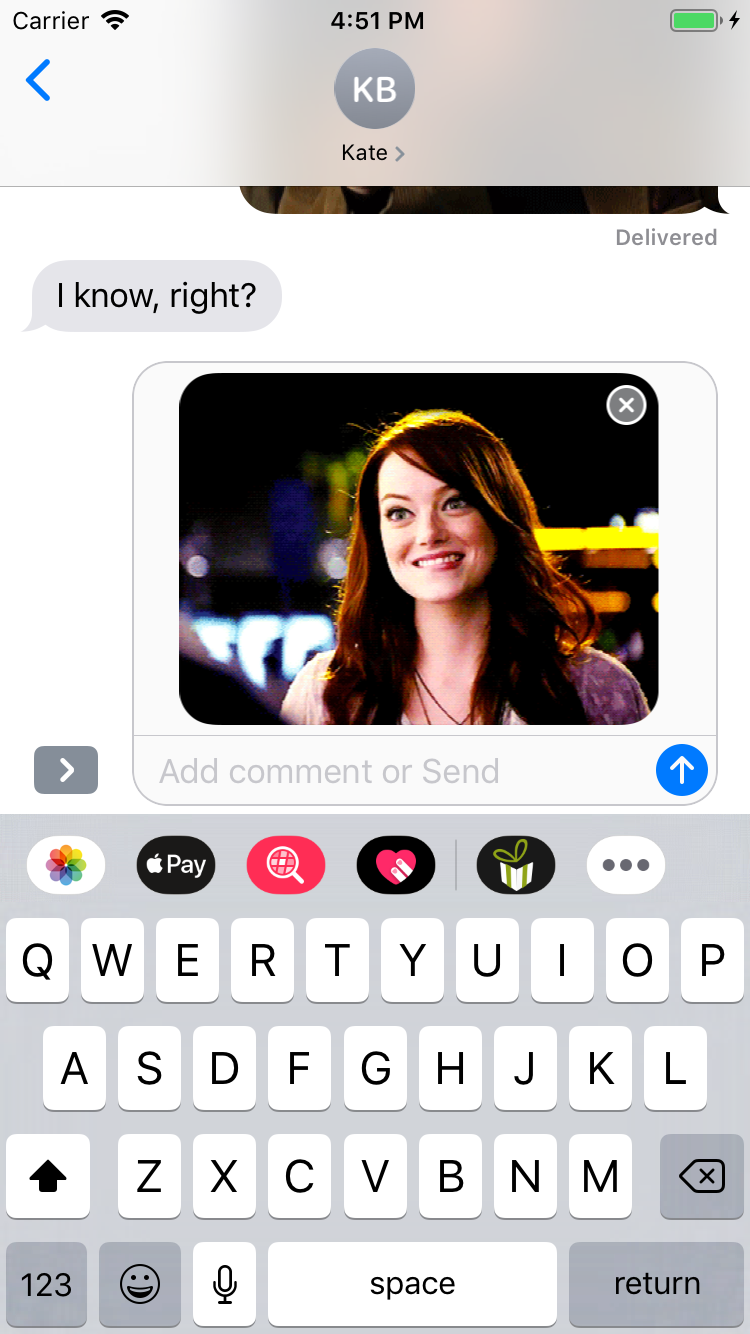 Carrier 4:51 PM
KB
Kate
Delivered
I know, right?
Add comment or Send
Pay
Q W E R T Y U I O P
A S D F G H J K L
Z X C V B N M
123 space return